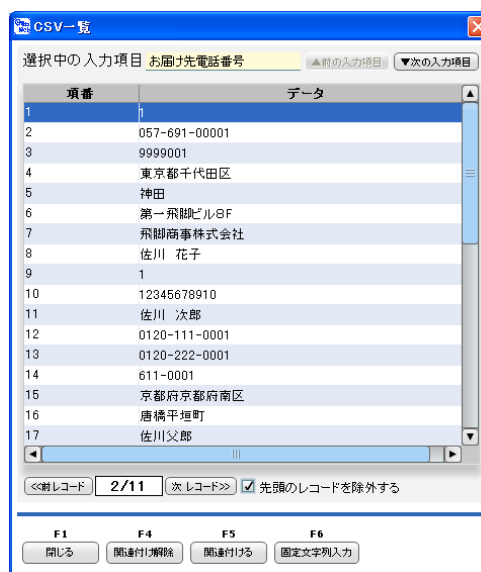 CSV一覧
選択中の入力項目 お届け先電話番号 ▲前の入力項目 ▼次の入力項目
項番 データ
1 1
2 057-691-00001
3 9999001
4 東京都千代田区
5 神田
6 第一飛脚ビル8F
7 飛脚商事株式会社
8 佐川 花子
9 1
10 12345678910
11 佐川 次郎
12 0120-111-0001
13 0120-222-0001
14 611-0001
15 京都府京都府南区
16 唐橋平垣町
17 佐川父郎
<<前レコード 2/11 次レコード>> 先頭のレコードを除外する
F1 F4 F5 F6
閉じる 関連付け解除 関連付ける 固定文字列入力